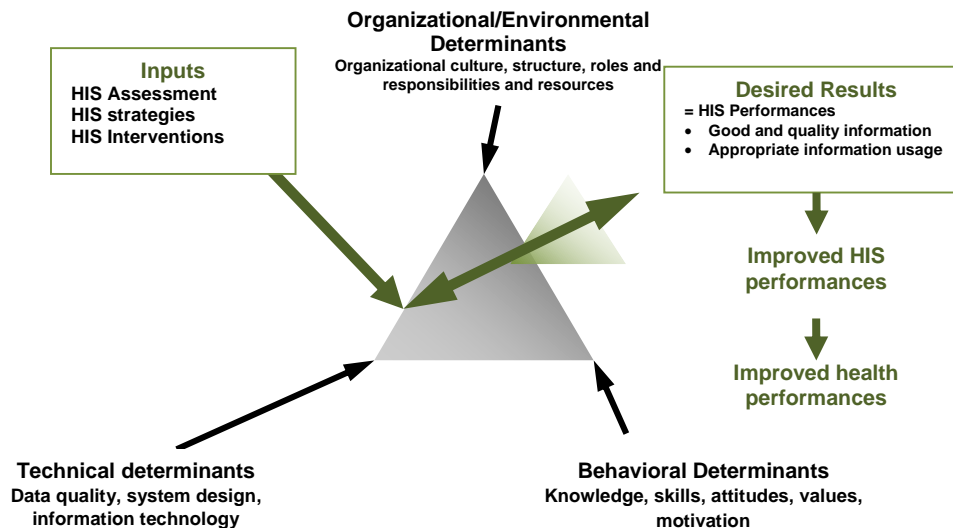 Organizational/Environmental
Determinants
Organizational culture, structure, roles and
responsibilities and resources
Inputs
HIS Assessment
HIS strategies
HIS Interventions
Desired Results
= HIS Performances
• Good and quality information
• Appropriate information usage
Improved HIS
performances
Improved health
performances
Technical determinants
Data quality, system design,
information technology
Behavioral Determinants
Knowledge, skills, attitudes, values,
motivation